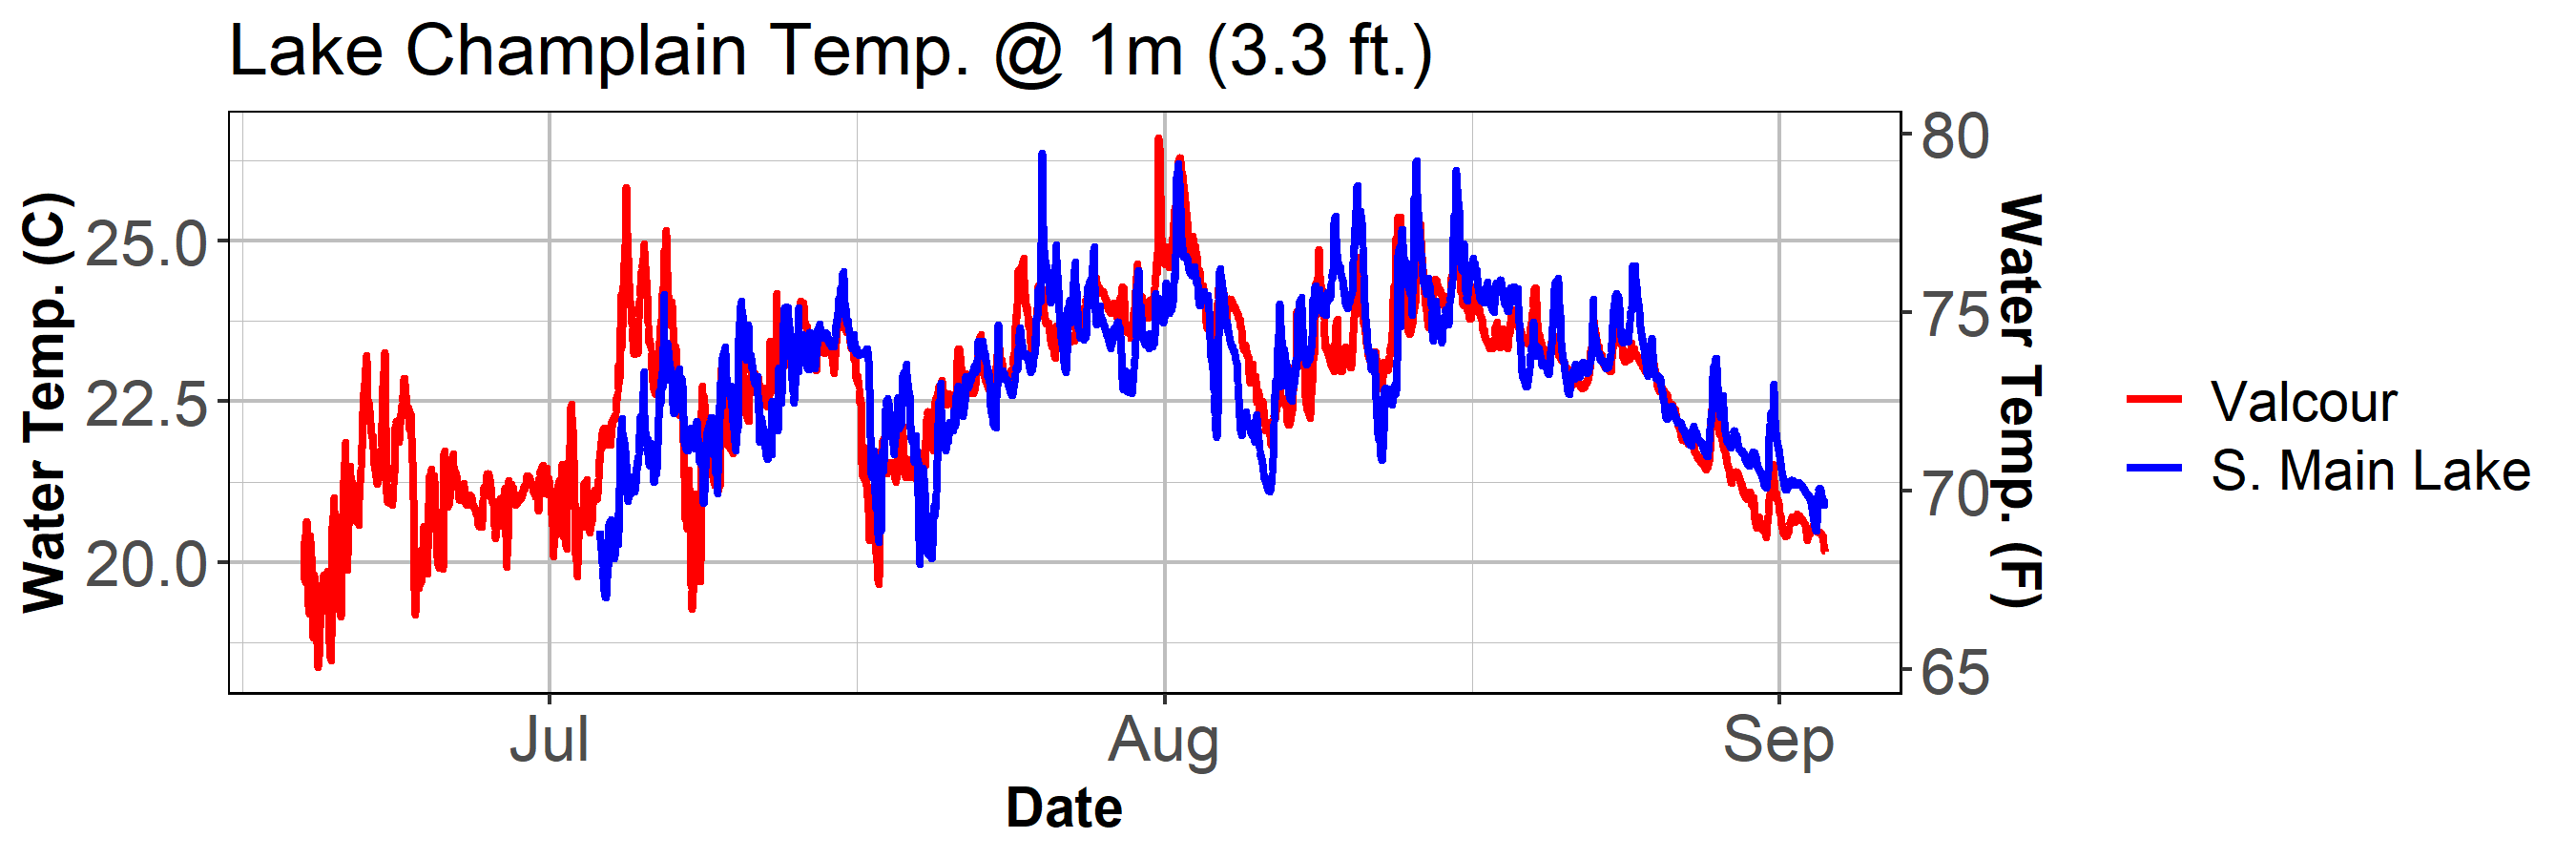 Lake Champlain Temp. @ 1m (3.3 ft.)
Water Temp. (C)
25.0
22.5
20.0
80
75
70
65
Water Temp. (F)
Jul
Aug
Sep
Date
Valcour
S. Main Lake